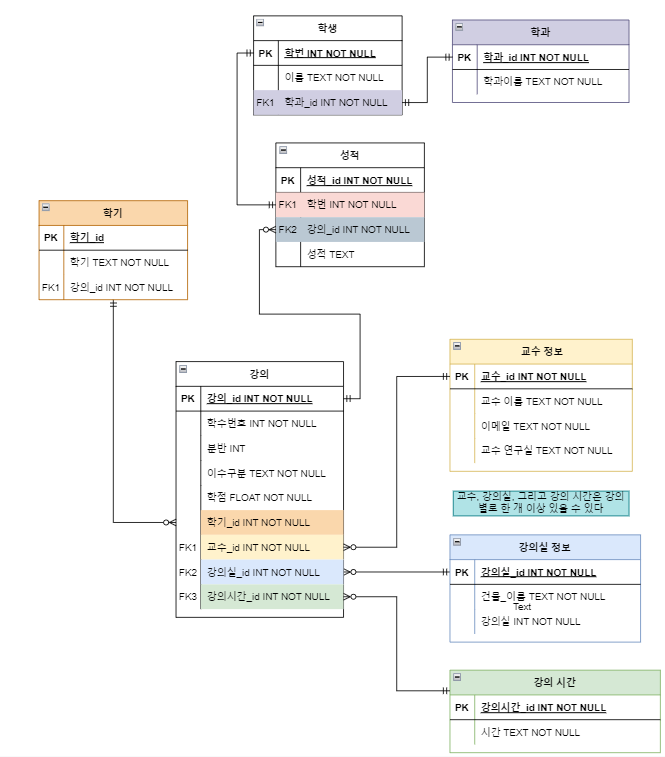 학생
PK 학번 INT NOT NULL
이름 TEXT NOT NULL
FK1 학과_id INT NOT NULL
학과
PK 학과_id INT NOT NULL
학과이름 TEXT NOT NULL
성적
PK 성적_id INT NOT NULL
FK1 학번 INT NOT NULL
FK2 강의_id INT NOT NULL
성적 TEXT
학기
PK 학기_id
학기 TEXT NOT NULL
FK1 강의_id INT NOT NULL
강의
PK 강의_id INT NOT NULL
학수번호 INT NOT NULL
분반 INT
이수구분 TEXT NOT NULL
학점 FLOAT NOT NULL
학기_id INT NOT NULL
FK1 교수_id INT NOT NULL
FK2 강의실_id INT NOT NULL
FK3 강의시간_id INT NOT NULL
교수 정보
PK 교수_id INT NOT NULL
교수 이름 TEXT NOT NULL
이메일 TEXT NOT NULL
교수 연구실 TEXT NOT NULL
교수, 강의실, 그리고 강의 시간은 강의
별로 한 개 이상 있을 수 있다
강의실 정보
PK 강의실_id INT NOT NULL
건물_이름 TEXT NOT NULL
Text
강의실 INT NOT NULL
강의 시간
PK 강의시간_id INT NOT NULL
시간 TEXT NOT NULL